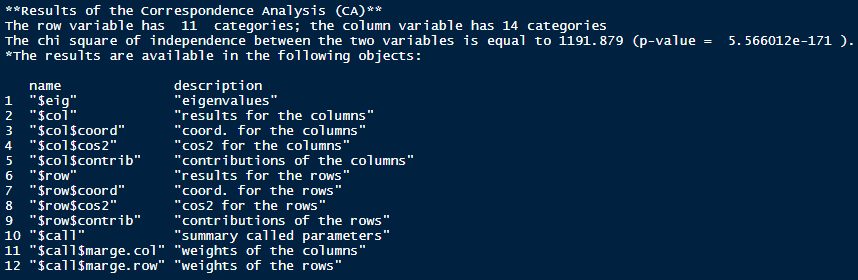 **Results of the Correspondence Analysis (CA)**
The row variable has  11  categories; the column variable has 14 categories
The chi square of independence between the two variables is equal to 1191.879 (p-value =  5.566012e-171 ).
*The results are available in the following objects:

   name              description
1  "$eig"            "eigenvalues"
2  "$col"            "results for the columns"
3  "$col$coord"      "coord. for the columns"
4  "$col$cos2"       "cos2 for the columns"
5  "$col$contrib"    "contributions of the columns"
6  "$row"            "results for the rows"
7  "$row$coord"      "coord. for the rows"
8  "$row$cos2"       "cos2 for the rows"
9  "$row$contrib"    "contributions of the rows"
10 "$call"           "summary called parameters"
11 "$call$marge.col" "weights of the columns"
12 "$call$marge.row" "weights of the rows"